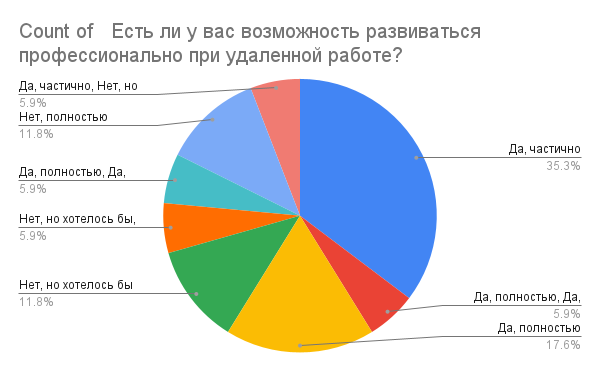 Count of   Есть ли у вас возможность развиваться
профессионально при удаленной работе?
Да, частично, Нет, но
5.9%
Нет, полностью
11.8%
Да, полностью, Да,
5.9%
Нет, но хотелось бы,
5.9%
Нет, но хотелось бы
11.8%
Да, частично
35.3%
Да, полностью, Да,
5.9%
Да, полностью
17.6%